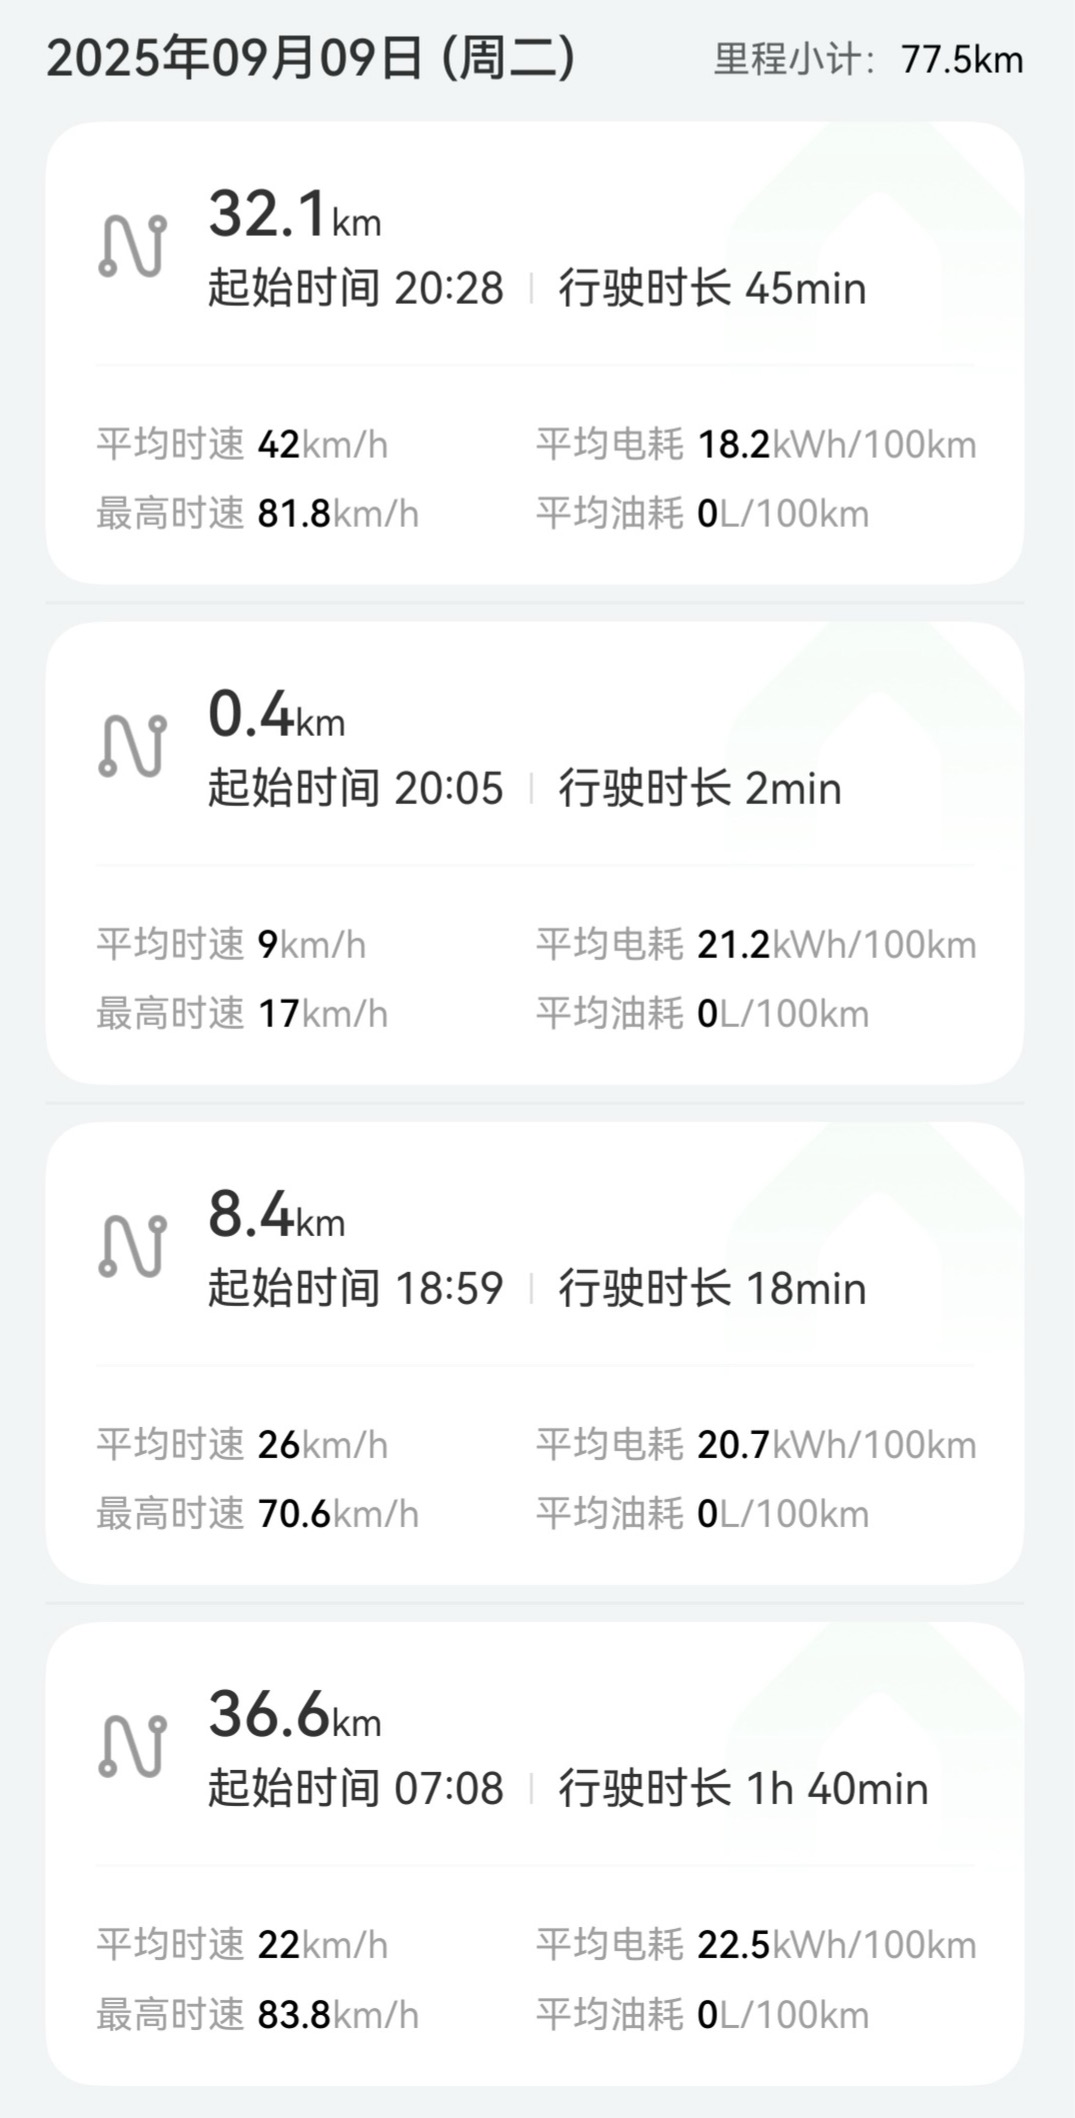 2025年09月09日 (周二) 里程小计： 77.5km
32.1km
起始时间 20:28 | 行驶时长 45min
平均时速 42km/h 平均电耗 18.2kWh/100km
最高时速 81.8km/h 平均油耗 0L/100km
0.4km
起始时间 20:05 | 行驶时长 2min
平均时速 9km/h 平均电耗 21.2kWh/100km
最高时速 17km/h 平均油耗 0L/100km
8.4km
起始时间 18:59 | 行驶时长 18min
平均时速 26km/h 平均电耗 20.7kWh/100km
最高时速 70.6km/h 平均油耗 0L/100km
36.6km
起始时间 07:08 | 行驶时长 1h 40min
平均时速 22km/h 平均电耗 22.5kWh/100km
最高时速 83.8km/h 平均油耗 0L/100km